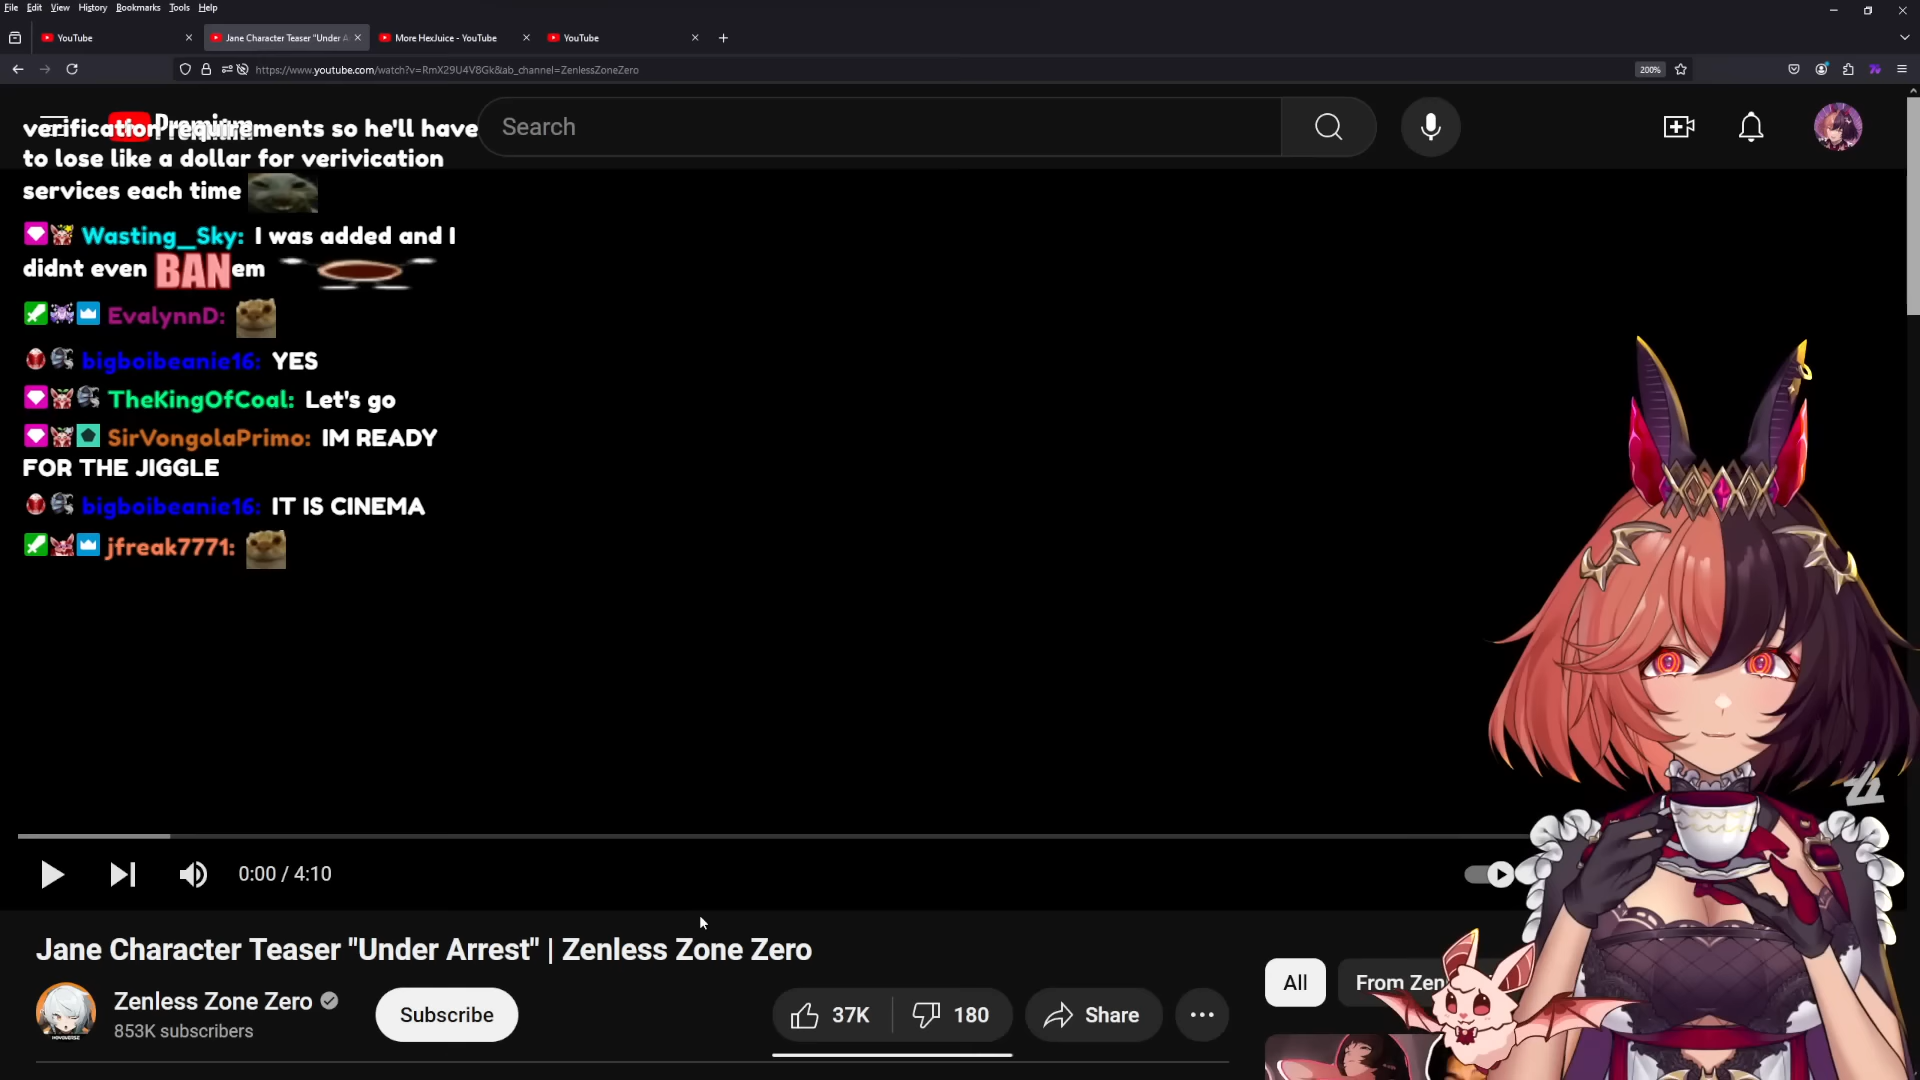 File Edit View History Bookmarks Tools Help
YouTube
Jane Character Teaser "Under A
More HexJuice - YouTube
YouTube
https://www.youtube.com/watch?v=RmX29U4V8Gk&ab_channel=ZenlessZoneZero
200%
Premium
Search
verification requirements so he'll have
to lose like a dollar for verivication
services each time
Wasting_Sky: I was added and I
didnt even BAN em
EvalynnD:
bigboibeanie16: YES
TheKingOfCoal: Let's go
SirVongolaPrimo: IM READY
FOR THE JIGGLE
bigboibeanie16: IT IS CINEMA
jfreak7771:
0:00 / 4:10
Jane Character Teaser "Under Arrest" | Zenless Zone Zero
Zenless Zone Zero
853K subscribers
Subscribe
37K
180
Share
All
From Zen